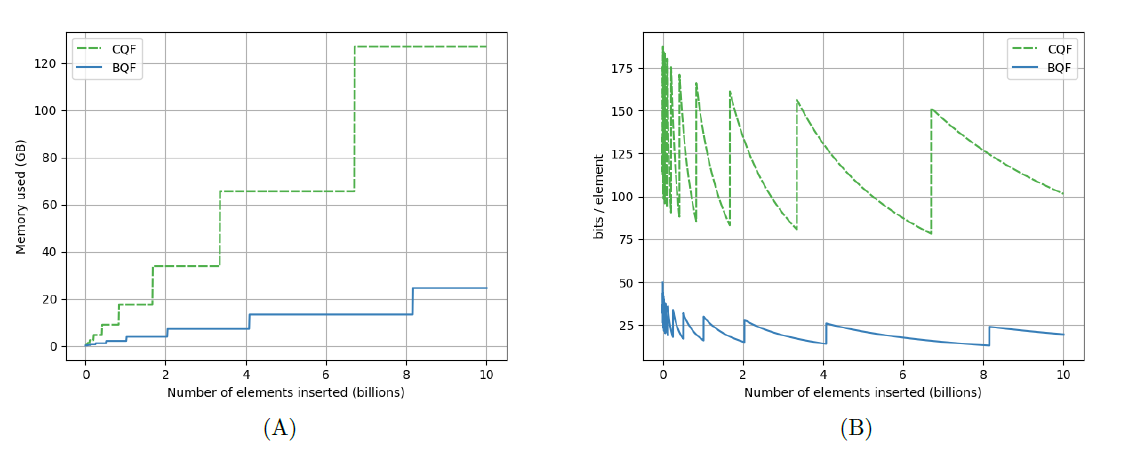 CQF
BQF
120
100
80
60
40
20
0
Memory used (GB)
0 2 4 6 8 10
Number of elements inserted (billions)
(A)
CQF
BQF
175
150
125
100
75
50
25
bits / element
0 2 4 6 8 10
Number of elements inserted (billions)
(B)